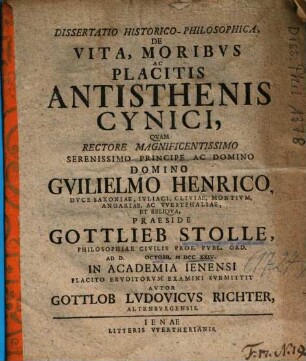 DISSERTATIO HISTORICO-PHILOSOPHICA,
DE
VITA, MORIBVS
AC
PLACITIS
ANTISTHENIS
CYNICI,
QVAM
RECTORE MAGNIFICENTISSIMO
SERENISSIMO PRINCIPE AC DOMINO
DOMINO
GVILIELMO HENRICO,
DVCE SAXONIAE, IVLIACI, CLIVIAE, MONTIVM,
ANGARIAE, AC VVESTPHALIAE,
ET RELIQVA,
PRAESIDE
GOTTLIEB STOLLE,
PHILOSOPHIAE CIVILIS PROF. PVBL. ORD.
AD D. OCTOBR. M DCC XXIV.
IN ACADEMIA IENENSI
PLACITO ERVDITORVM EXAMINI SVBMITTIT
AVTOR
GOTTLOB LVDOVICVS RICHTER,
ALTENBVRGENSIS.
IENAE
LITTERIS VVERTHERIANIS.